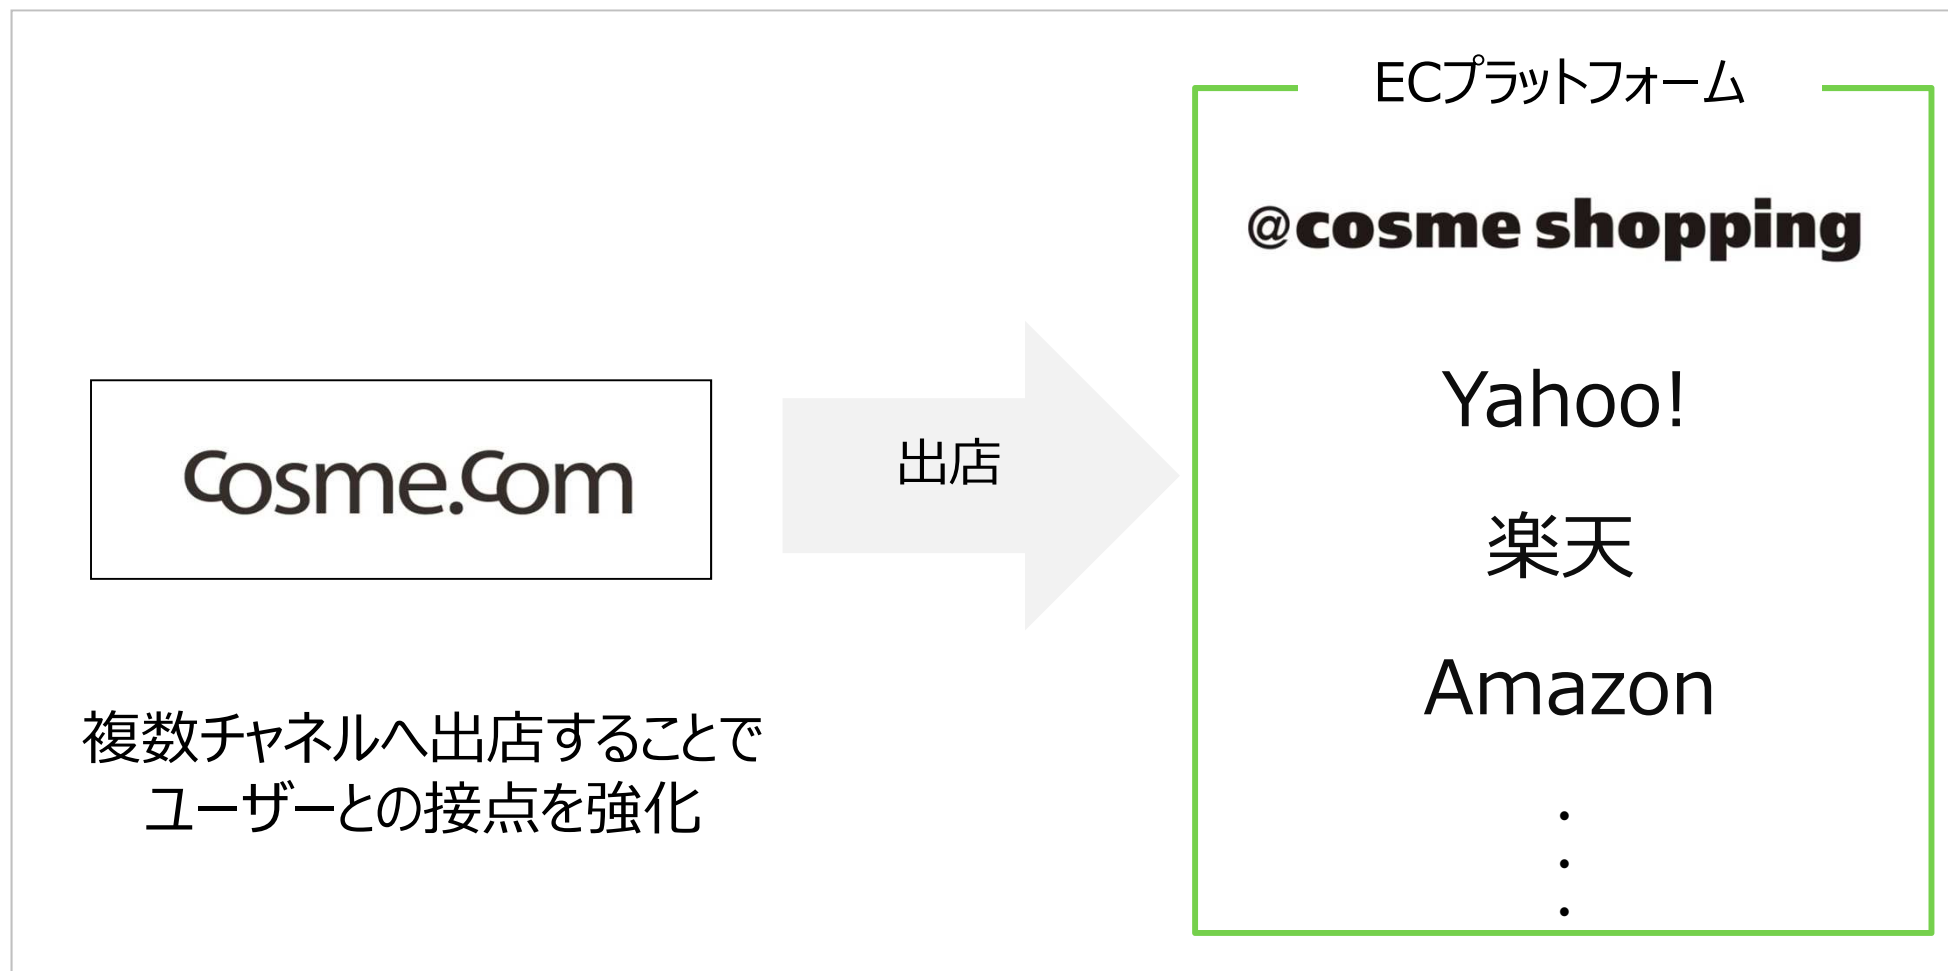 Cosme.Com
複数チャネルへ出店することで
ユーザーとの接点を強化
出店
ECプラットフォーム
@cosme shopping
Yahoo!
楽天
Amazon
・
・
・